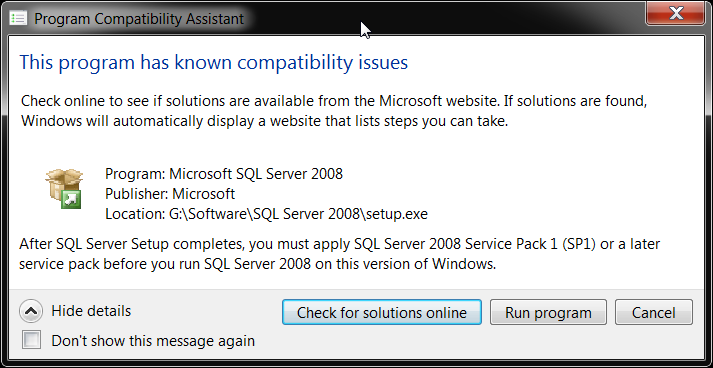 Program Compatibility Assistant
This program has known compatibility issues
Check online to see if solutions are available from the Microsoft website. If solutions are found,
Windows will automatically display a website that lists steps you can take.
Program: Microsoft SQL Server 2008
Publisher: Microsoft
Location: G:\Software\SQL Server 2008\setup.exe
After SQL Server Setup completes, you must apply SQL Server 2008 Service Pack 1 (SP1) or a later
service pack before you run SQL Server 2008 on this version of Windows.
Hide details
Check for solutions online
Run program
Cancel
Don't show this message again